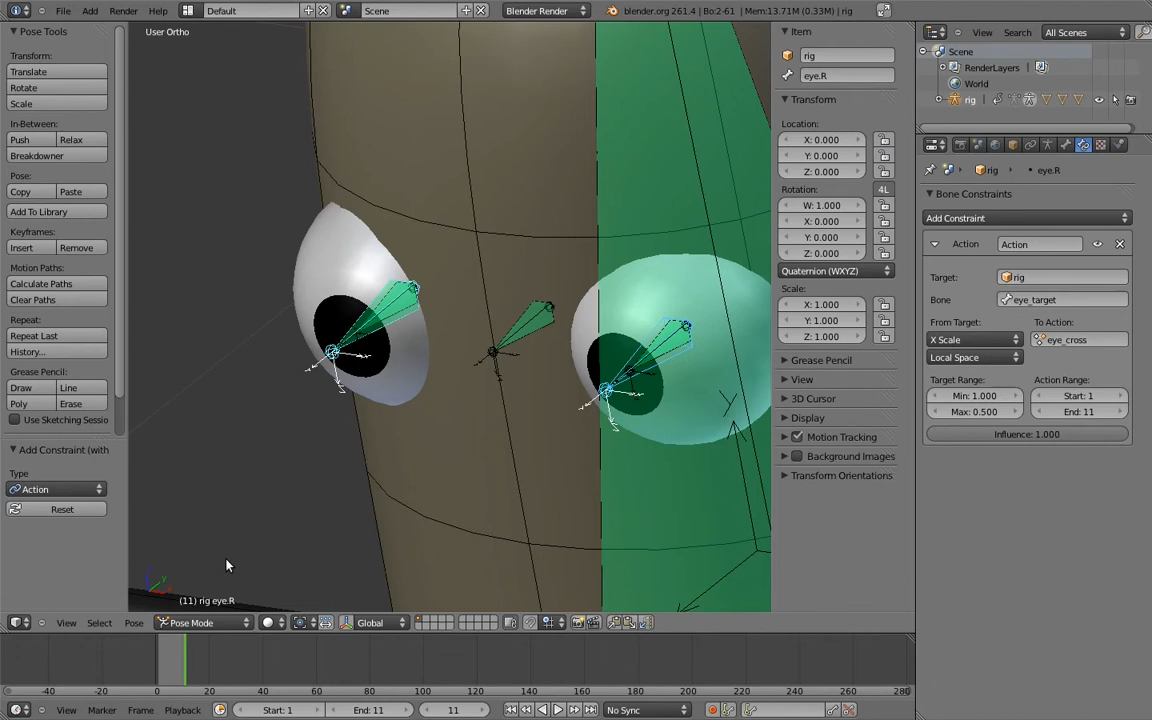 File Add Render Help Default Scene Blender Render blender.org 261.4 | Bo:2-61 | Mem:13.71M (0.33M) | rig
Pose Tools
Transform:
Translate
Rotate
Scale
In-Between:
Push Relax
Breakdowner
Pose:
Copy Paste
Add To Library
Keyframes:
Insert Remove
Motion Paths:
Calculate Paths
Clear Paths
Repeat:
Repeat Last
History...
Grease Pencil:
Draw Line
Poly Erase
Use Sketching Sessio
Add Constraint (with
Type
Action
Reset
User Ortho
(11) rig eye.R
Item
rig
eye.R
Transform
Location:
X: 0.000
Y: 0.000
Z: 0.000
Rotation: 4L
W: 1.000
X: 0.000
Y: 0.000
Z: 0.000
Quaternion (WXYZ)
Scale:
X: 1.000
Y: 1.000
Z: 1.000
Grease Pencil
View
3D Cursor
Display
Motion Tracking
Background Images
Transform Orientations
View Search All Scenes
Scene
RenderLayers
World
rig
rig eye.R
Bone Constraints
Add Constraint
Action Action
Target: rig
Bone eye_target
From Target: To Action:
X Scale eye_cross
Local Space
Target Range: Action Range:
Min: 1.000 Start: 1
Max: 0.500 End: 11
Influence: 1.000
View Select Pose Pose Mode Global
-40 -20 0 20 40 60 80 100 120 140 160 180 200 220 240 260 280
View Marker Frame Playback Start: 1 End: 11 11 No Sync